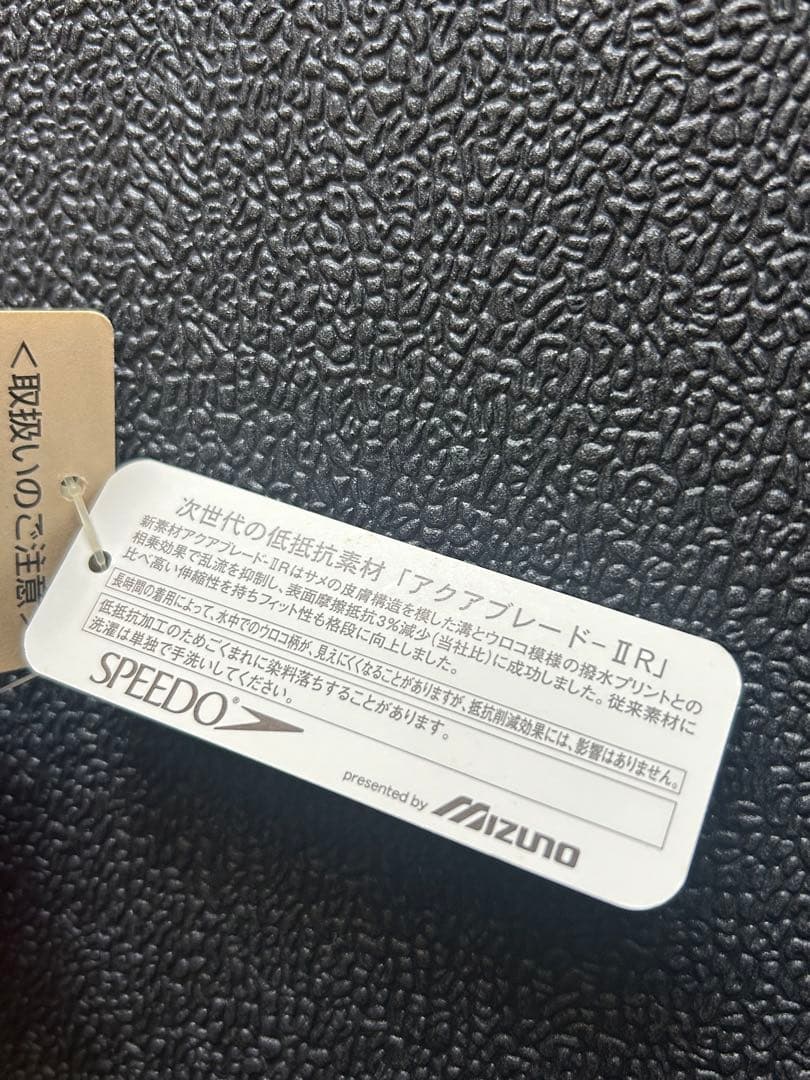 <取扱いのご注意>
次世代の低抵抗素材「アクアブレード-ⅡR」
新素材アクアブレード-ⅡRはサメの皮膚構造を模した溝とウロコ模様の撥水プリントとの
相乗効果で乱流を抑制し、表面摩擦抵抗3%減少(当社比)に成功しました。従来素材に
比べ高い伸縮性を持ちフィット性も格段に向上しました。
長時間の着用によって、水中でのウロコ柄が、見えにくくなることがありますが、抵抗削減効果には、影響はありません。
低抵抗加工のためごくまれに染料落ちすることがあります。
洗濯は単独で手洗いしてください。
SPEEDO®
presented by MIZUNO